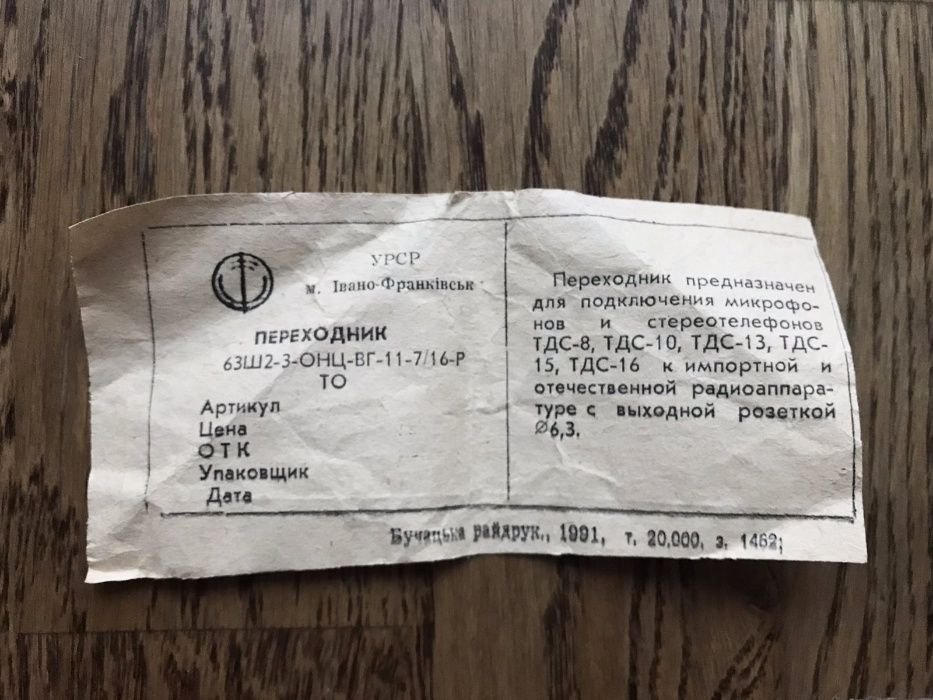 УРСР
м. Івано-Франківськ
ПЕРЕХОДНИК
63Ш2-3-ОНЦ-ВГ-11-7/16-Р
ТО
Артикул
Цена
ОТК
Упаковщик
Дата
Переходник предназначен
для подключения микрофо-
нов и стереотелефонов
ТДС-8, ТДС-10, ТДС-13, ТДС-
15, ТДС-16 к импортной и
отечественной радиоаппара-
туре с выходной розеткой
∅6,3.
Бучацька райдрук., 1991, т. 20.000, з. 1462;